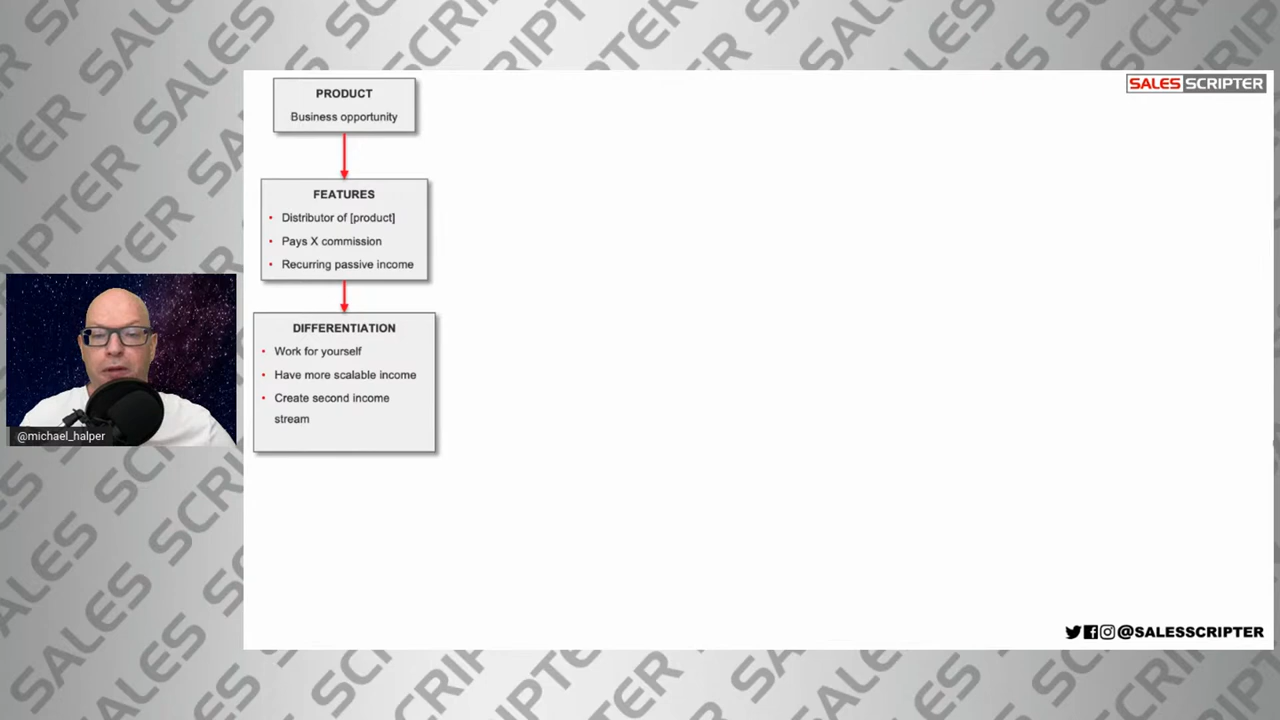 SALES SCRIPTER
PRODUCT
Business opportunity
FEATURES
• Distributor of [product]
• Pays X commission
• Recurring passive income
DIFFERENTIATION
• Work for yourself
• Have more scalable income
• Create second income
stream
@michael_halper
@SALESSCRIPTER